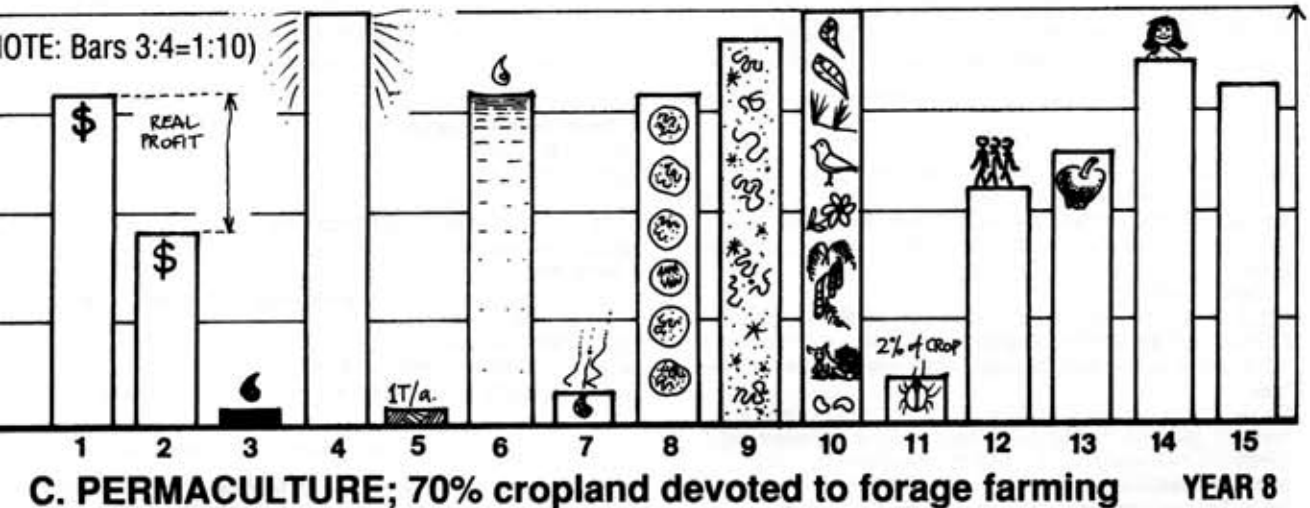 OTE: Bars 3:4=1:10)
$
REAL
PROFIT
$
1T/a.
2% of CROP
1 2 3 4 5 6 7 8 9 10 11 12 13 14 15
C. PERMACULTURE; 70% cropland devoted to forage farming YEAR 8